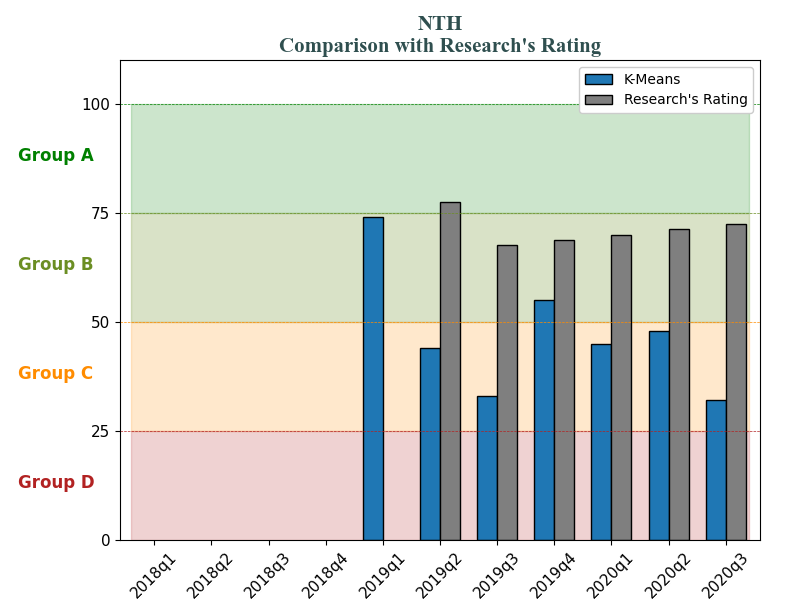 NTH
Comparison with Research's Rating
K-Means
Research's Rating
100
Group A
75
Group B
50
Group C
25
Group D
0
2018q1
2018q2
2018q3
2018q4
2019q1
2019q2
2019q3
2019q4
2020q1
2020q2
2020q3